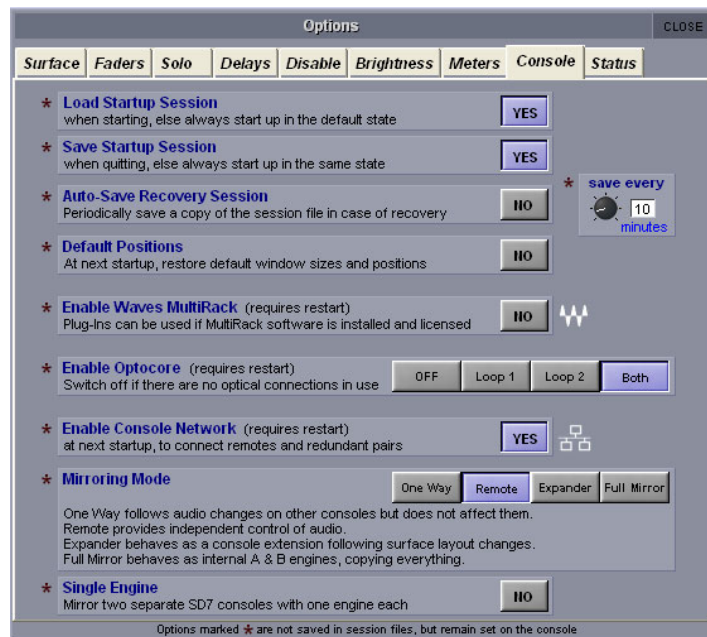 Options
CLOSE
Surface Faders Solo Delays Disable Brightness Meters Console Status
* Load Startup Session
when starting, else always start up in the default state
YES
* Save Startup Session
when quitting, else always start up in the same state
YES
* Auto-Save Recovery Session
Periodically save a copy of the session file in case of recovery
NO
* save every
10
minutes
* Default Positions
At next startup, restore default window sizes and positions
NO
* Enable Waves MultiRack (requires restart)
Plug-Ins can be used if MultiRack software is installed and licensed
NO
* Enable Optocore (requires restart)
Switch off if there are no optical connections in use
OFF Loop 1 Loop 2 Both
* Enable Console Network (requires restart)
at next startup, to connect remotes and redundant pairs
YES
* Mirroring Mode
One Way Remote Expander Full Mirror
One Way follows audio changes on other consoles but does not affect them.
Remote provides independent control of audio.
Expander behaves as a console extension following surface layout changes.
Full Mirror behaves as internal A & B engines, copying everything.
* Single Engine
Mirror two separate SD7 consoles with one engine each
NO
Options marked * are not saved in session files, but remain set on the console